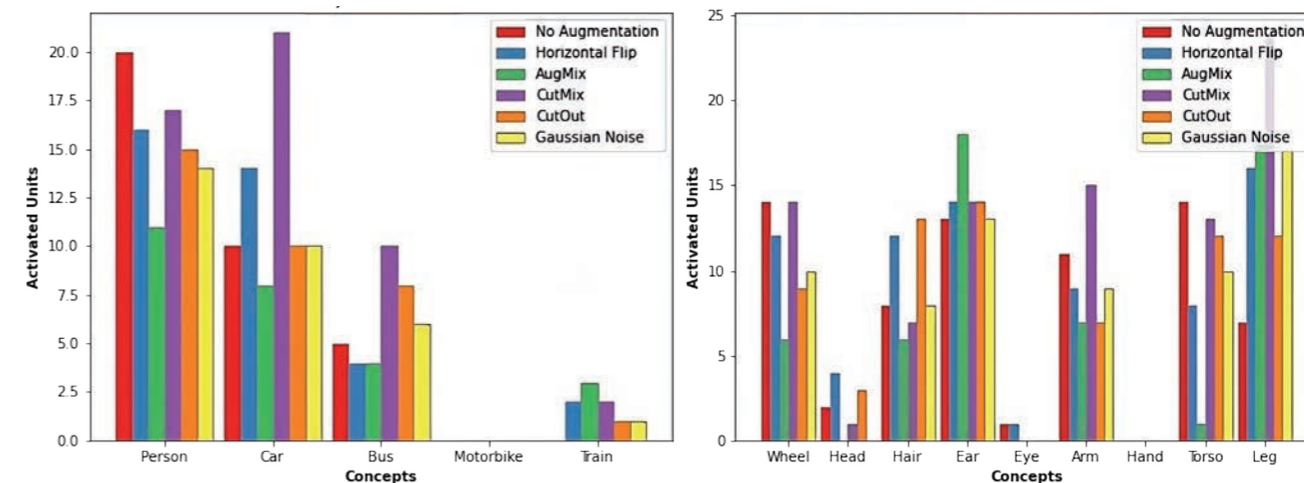 No Augmentation
Horizontal Flip
AugMix
CutMix
CutOut
Gaussian Noise
20.0
17.5
15.0
12.5
10.0
7.5
5.0
2.5
0.0
Activated Units
Person Car Bus Motorbike Train
Concepts
No Augmentation
Horizontal Flip
AugMix
CutMix
CutOut
Gaussian Noise
25
20
15
10
5
0
Activated Units
Wheel Head Hair Ear Eye Arm Hand Torso Leg
Concepts